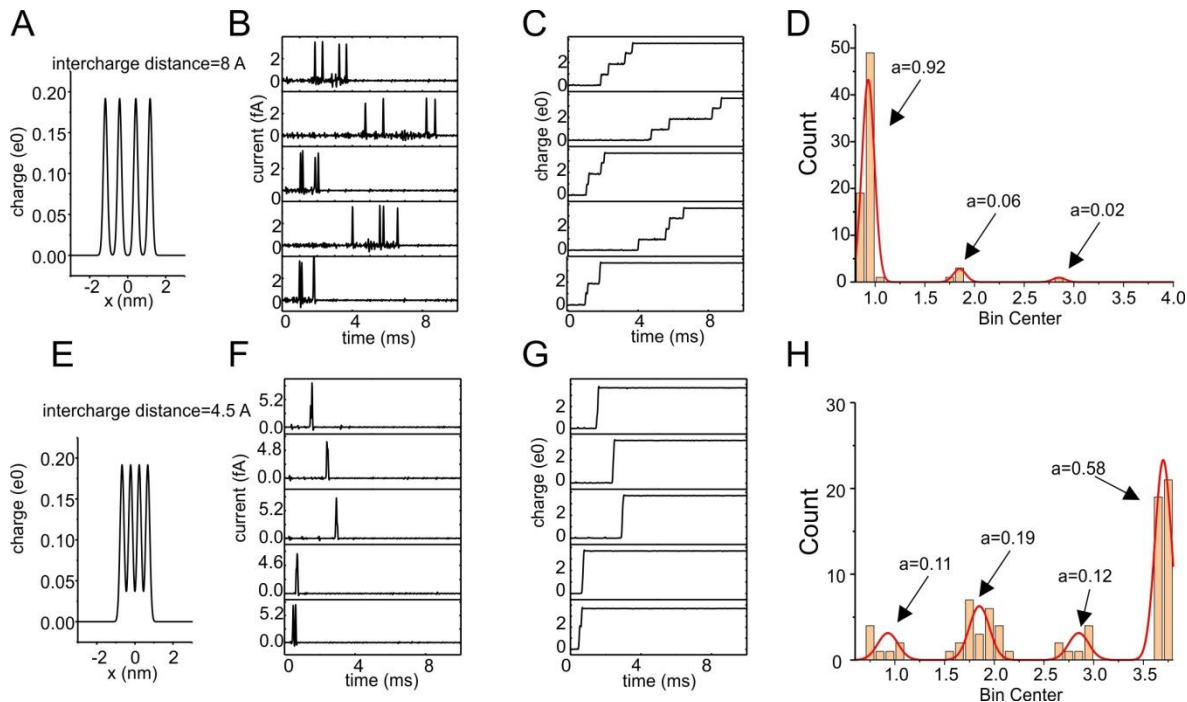 A
intercharge distance=8 A
charge (e0)
0.20
0.15
0.10
0.05
0.00
-2 0 2
x (nm)
B
current (fA)
2
0
2
0
2
0
2
0
2
0
0 4 8
time (ms)
C
charge (e0)
2
0
2
0
2
0
2
0
2
0
0 4 8
time (ms)
D
Count
50
40
30
20
10
0
a=0.92
a=0.06
a=0.02
1.0 1.5 2.0 2.5 3.0 3.5 4.0
Bin Center
E
intercharge distance=4.5 A
charge (e0)
0.20
0.15
0.10
0.05
0.00
-2 0 2
x (nm)
F
current (fA)
5.2
0.0
4.8
0.0
5.2
0.0
4.6
0.0
5.2
0.0
0 4 8
time (ms)
G
charge (e0)
2
0
2
0
2
0
2
0
2
0
0 4 8
time (ms)
H
Count
30
20
10
0
a=0.11
a=0.19
a=0.12
a=0.58
1.0 1.5 2.0 2.5 3.0 3.5
Bin Center